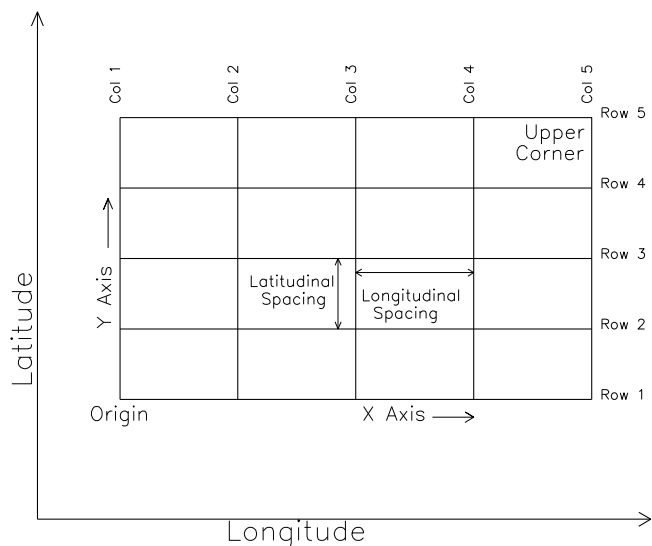 Col 1
Col 2
Col 3
Col 4
Col 5
Row 5
Upper
Corner
Row 4
Row 3
Latitudinal
Spacing
Longitudinal
Spacing
Y Axis
Latitude
Row 2
Row 1
Origin
X Axis
Longitude